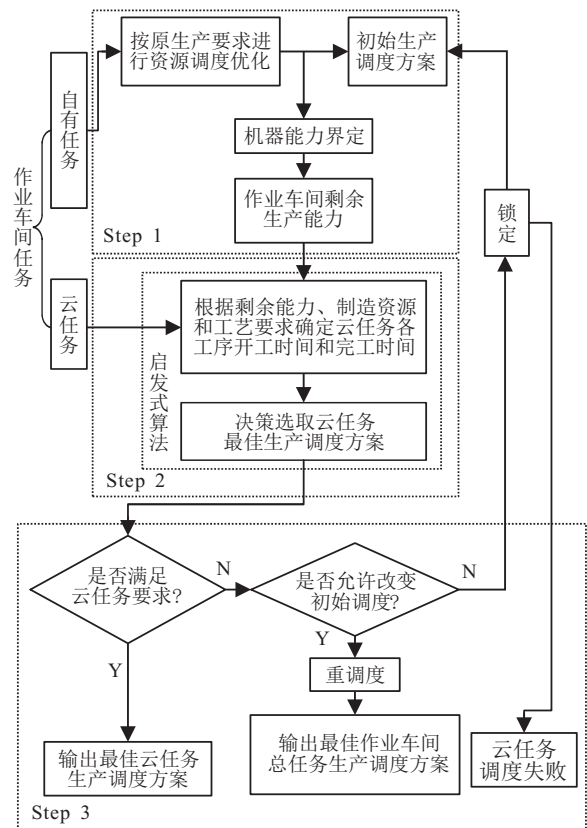 作业车间任务
自有任务
云任务
按原生产要求进
行资源调度优化
初始生产
调度方案
机器能力界定
作业车间剩余
生产能力
Step 1
锁定
根据剩余能力、制造资源
和工艺要求确定云任务各
工序开工时间和完工时间
启发式算法
决策选取云任务
最佳生产调度方案
Step 2
是否满足
云任务要求?
N
是否允许改变
初始调度?
N
Y
Y
重调度
输出最佳云任务
生产调度方案
输出最佳作业车间
总任务生产调度方案
云任务
调度失败
Step 3